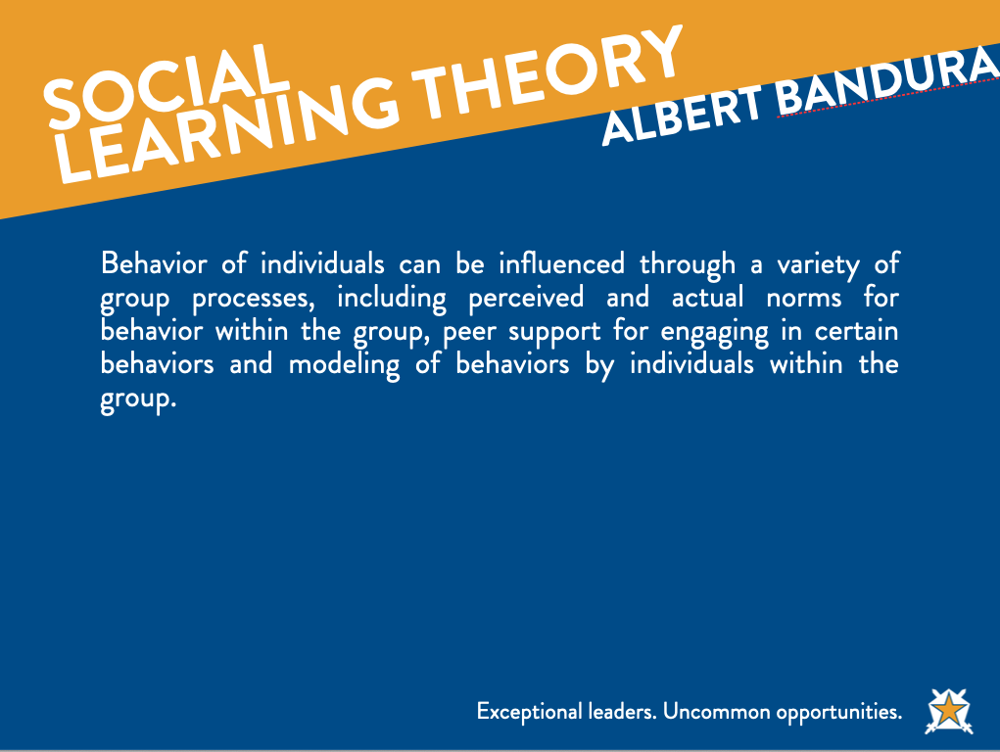 SOCIAL
LEARNING THEORY
ALBERT BANDURA
Behavior of individuals can be influenced through a variety of
group processes, including perceived and actual norms for
behavior within the group, peer support for engaging in certain
behaviors and modeling of behaviors by individuals within the
group.
Exceptional leaders. Uncommon opportunities.